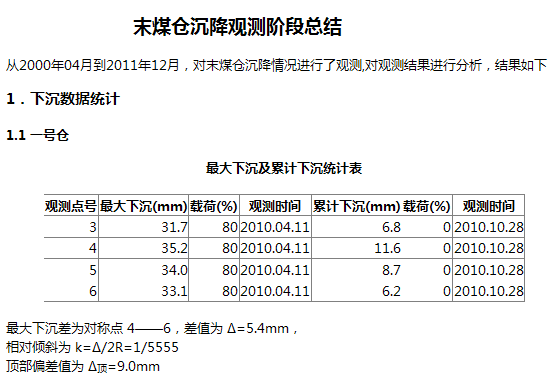 末煤仓沉降观测阶段总结
从2000年04月到2011年12月，对末煤仓沉降情况进行了观测,对观测结果进行分析，结果如下
1．下沉数据统计
1.1 一号仓
最大下沉及累计下沉统计表
观测点号 最大下沉(mm) 载荷(%) 观测时间 累计下沉(mm) 载荷(%) 观测时间
3 31.7 80 2010.04.11 6.8 0 2010.10.28
4 35.2 80 2010.04.11 11.6 0 2010.10.28
5 34.0 80 2010.04.11 8.7 0 2010.10.28
6 33.1 80 2010.04.11 6.2 0 2010.10.28
最大下沉差为对称点 4——6，差值为 Δ=5.4mm，
相对倾斜为 k=Δ/2R=1/5555
顶部偏差值为 Δ顶=9.0mm